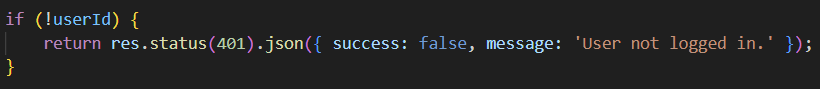 if (!userId) {
    return res.status(401).json({ success: false, message: 'User not logged in.' });
}